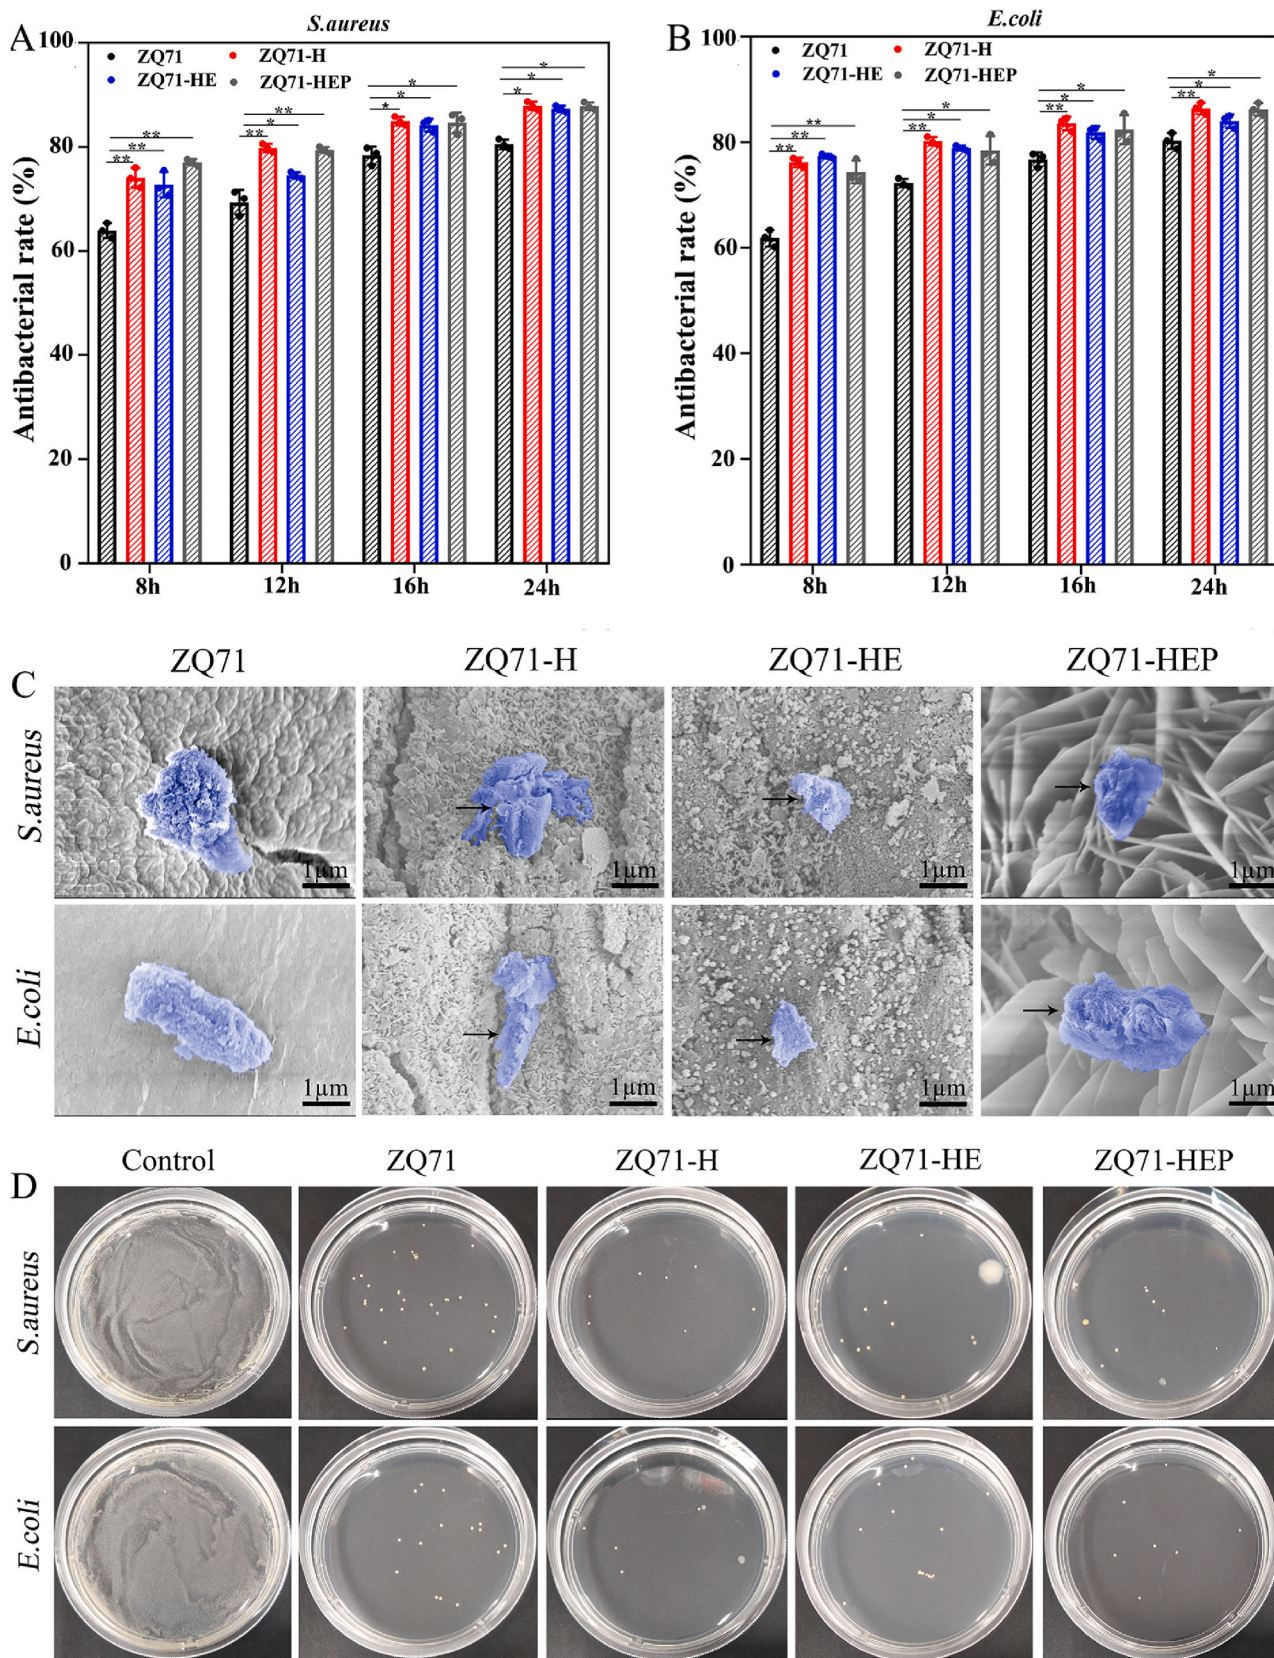 A
S.aureus
ZQ71
ZQ71-H
ZQ71-HE
ZQ71-HEP
Antibacterial rate (%)
100
80
60
40
20
0
** ** **
** * **
* * *
* * *
8h 12h 16h 24h
B
E.coli
ZQ71
ZQ71-H
ZQ71-HE
ZQ71-HEP
Antibacterial rate (%)
100
80
60
40
20
0
** ** **
** * *
** * *
** * *
8h 12h 16h 24h
C
ZQ71 ZQ71-H ZQ71-HE ZQ71-HEP
S.aureus
1μm 1μm 1μm 1μm
E.coli
1μm 1μm 1μm 1μm
D
Control ZQ71 ZQ71-H ZQ71-HE ZQ71-HEP
S.aureus
E.coli